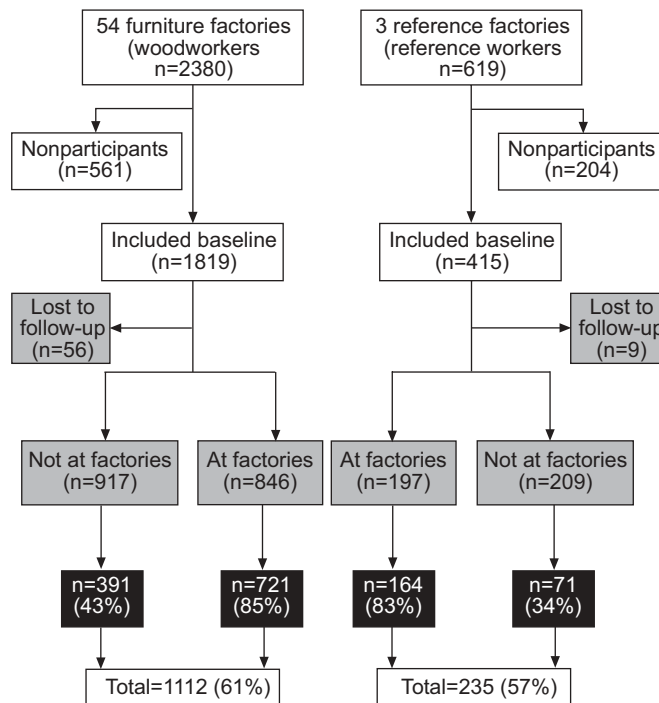 54 furniture factories
(woodworkers
n=2380)
3 reference factories
(reference workers
n=619)
Nonparticipants
(n=561)
Nonparticipants
(n=204)
Included baseline
(n=1819)
Included baseline
(n=415)
Lost to
follow-up
(n=56)
Lost to
follow-up
(n=9)
Not at factories
(n=917)
At factories
(n=846)
At factories
(n=197)
Not at factories
(n=209)
n=391
(43%)
n=721
(85%)
n=164
(83%)
n=71
(34%)
Total=1112 (61%)
Total=235 (57%)